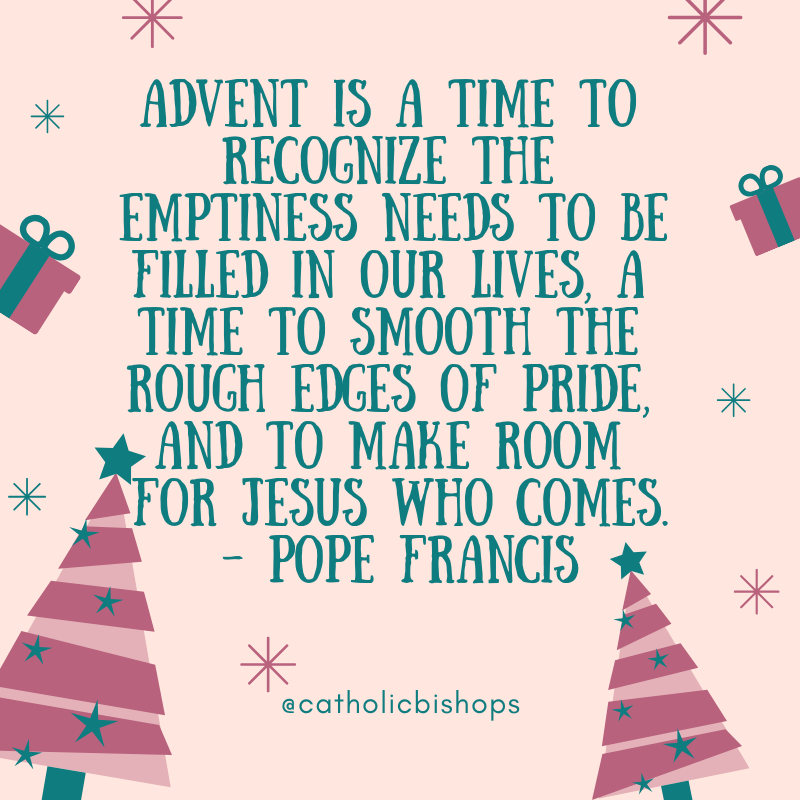 ADVENT IS A TIME TO
RECOGNIZE THE
EMPTINESS NEEDS TO BE
FILLED IN OUR LIVES, A
TIME TO SMOOTH THE
ROUGH EDGES OF PRIDE,
AND TO MAKE ROOM
FOR JESUS WHO COMES.
- POPE FRANCIS
@catholicbishops